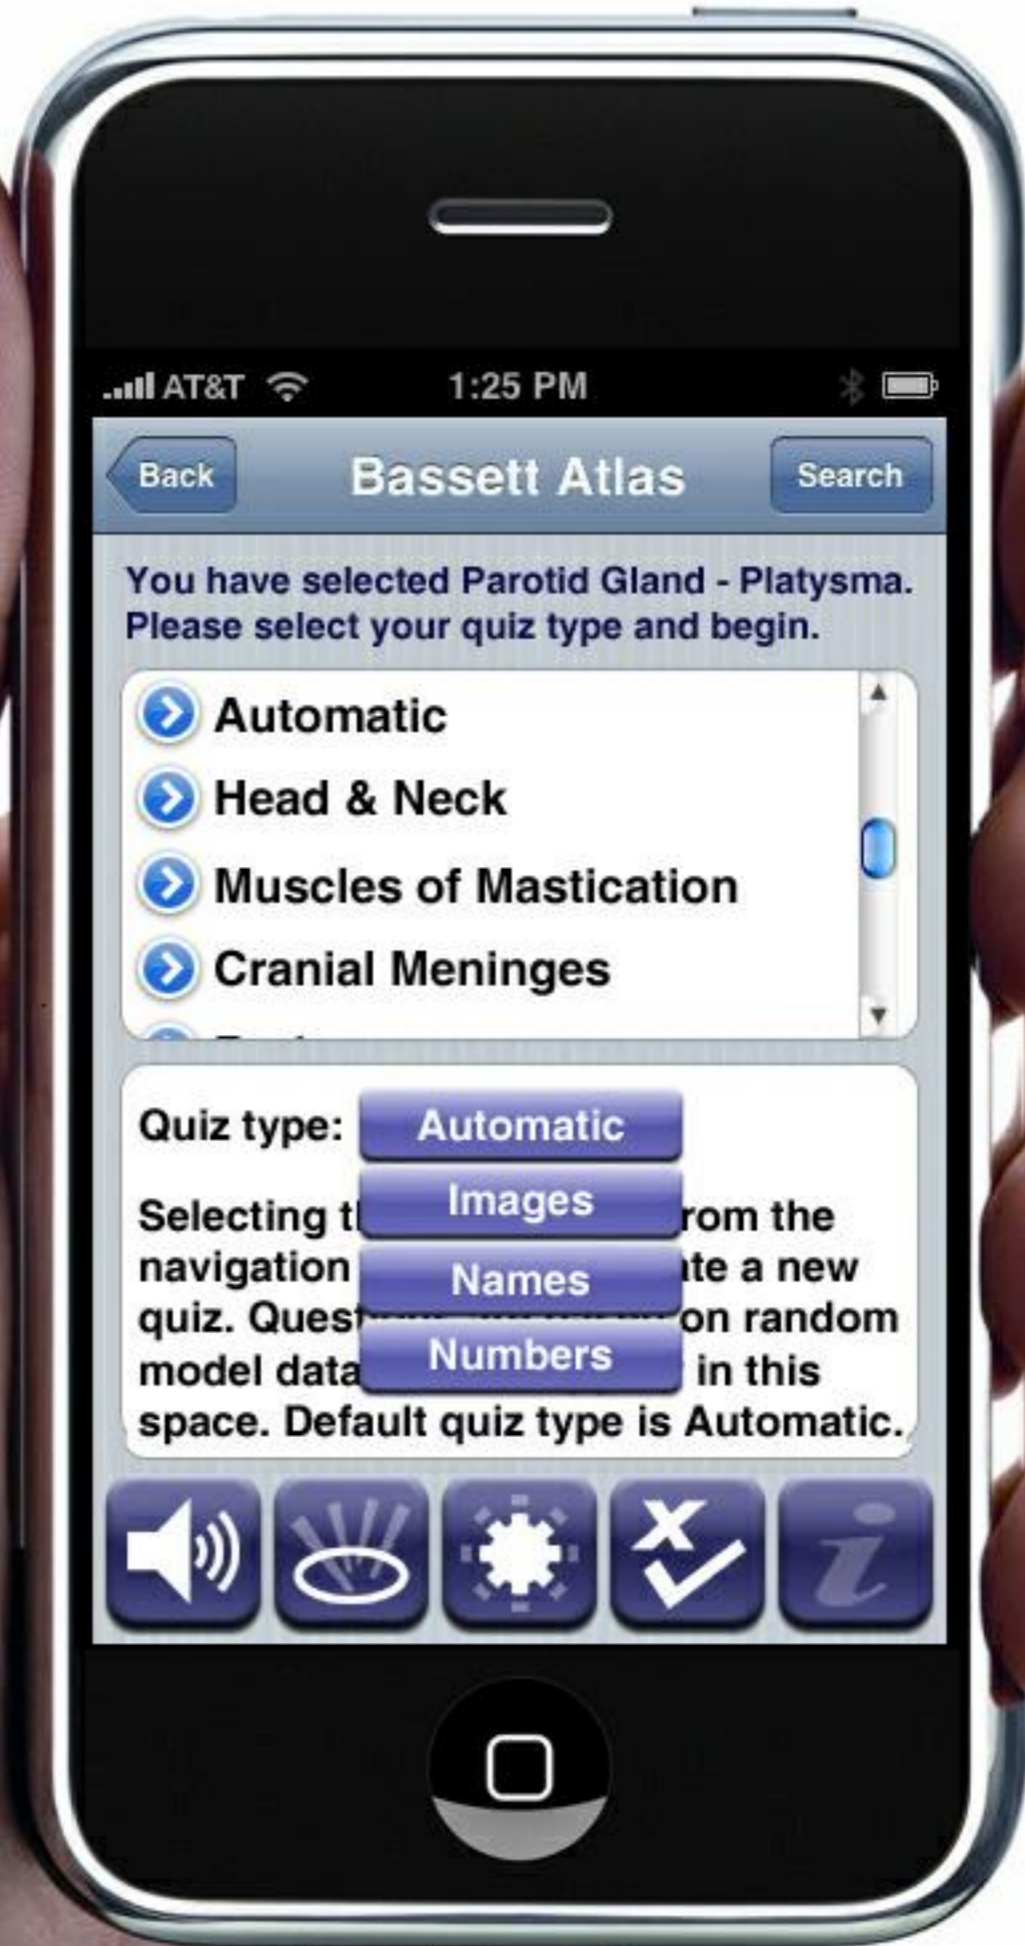 AT&T 1:25 PM
Back Bassett Atlas Search
You have selected Parotid Gland - Platysma.
Please select your quiz type and begin.
Automatic
Head & Neck
Muscles of Mastication
Cranial Meninges
Quiz type: Automatic
Images
Names
Numbers
Selecting rom the
navigation te a new
quiz. on random
model data in this
space. Default quiz type is Automatic.